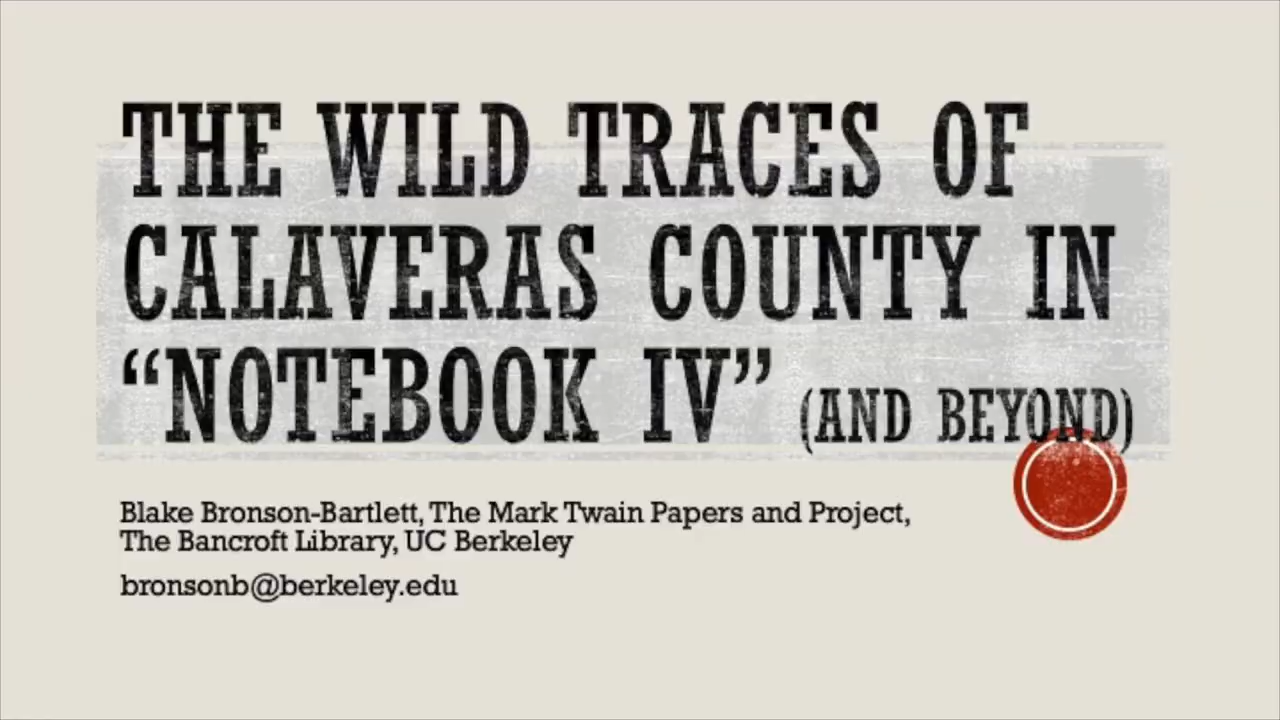 THE WILD TRACES OF
CALAVERAS COUNTY IN
“NOTEBOOK IV” (AND BEYOND)
Blake Bronson-Bartlett, The Mark Twain Papers and Project,
The Bancroft Library, UC Berkeley
bronsonb@berkeley.edu